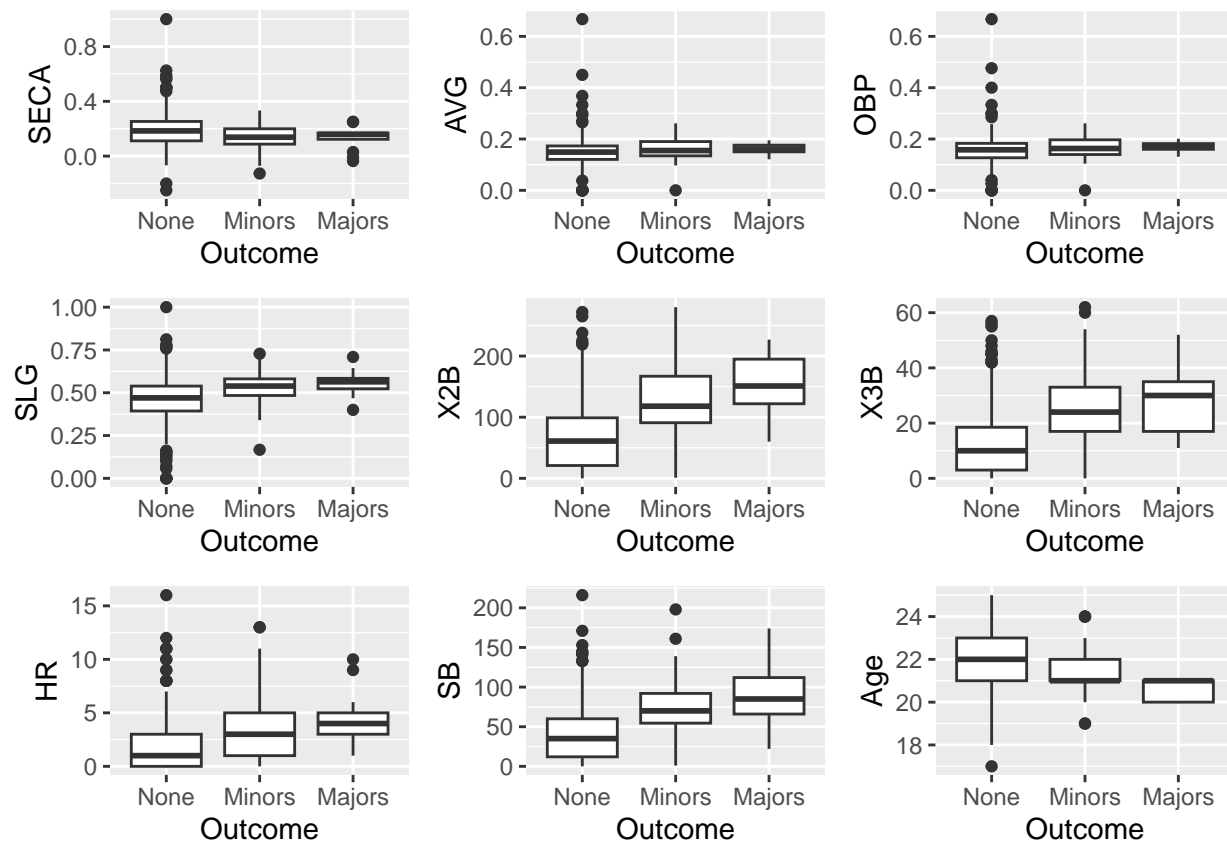 SECA
0.8
0.4
0.0
None Minors Majors
Outcome
AVG
0.6
0.4
0.2
0.0
None Minors Majors
Outcome
OBP
0.6
0.4
0.2
0.0
None Minors Majors
Outcome
SLG
1.00
0.75
0.50
0.25
0.00
None Minors Majors
Outcome
X2B
200
100
0
None Minors Majors
Outcome
X3B
60
40
20
0
None Minors Majors
Outcome
HR
15
10
5
0
None Minors Majors
Outcome
SB
200
150
100
50
0
None Minors Majors
Outcome
Age
24
22
20
18
None Minors Majors
Outcome